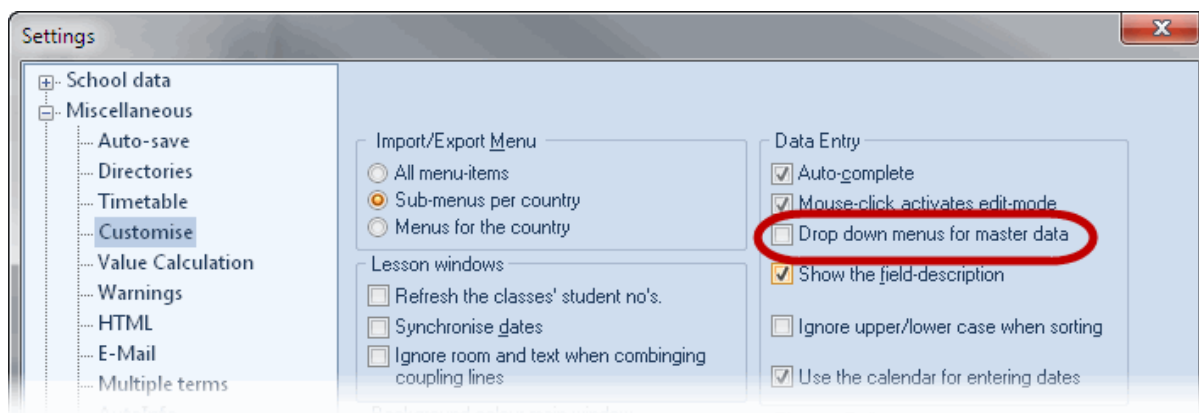 Settings
School data
Miscellaneous
Auto-save
Directories
Timetable
Customise
Value Calculation
Warnings
HTML
E-Mail
Multiple terms
Import/Export Menu
All menu-items
Sub-menus per country
Menus for the country
Lesson windows
Refresh the classes' student no's.
Synchronise dates
Ignore room and text when combinging
coupling lines
Data Entry
Auto-complete
Mouse-click activates edit-mode
Drop down menus for master data
Show the field-description
Ignore upper/lower case when sorting
Use the calendar for entering dates